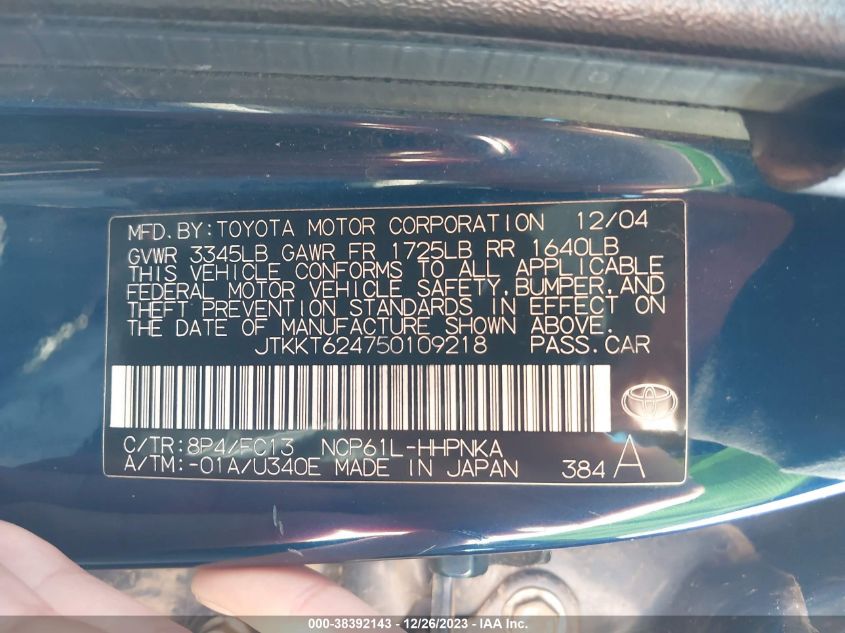 MFD.BY:TOYOTA MOTOR CORPORATION 12/04
GVWR 3345LB GAWR FR 1725LB RR 1640LB
THIS VEHICLE CONFORMS TO ALL APPLICABLE
FEDERAL MOTOR VEHICLE SAFETY,BUMPER,AND
THEFT PREVENTION STANDARDS IN EFFECT ON
THE DATE OF MANUFACTURE SHOWN ABOVE.
JTKKT624750109218 PASS.CAR
C/TR:8P4/FC13 NCP61L-HHPNKA
A/TM:-01A/U340E MADE IN JAPAN 384 A
000-38392143 - 12/26/2023 - IAA Inc.